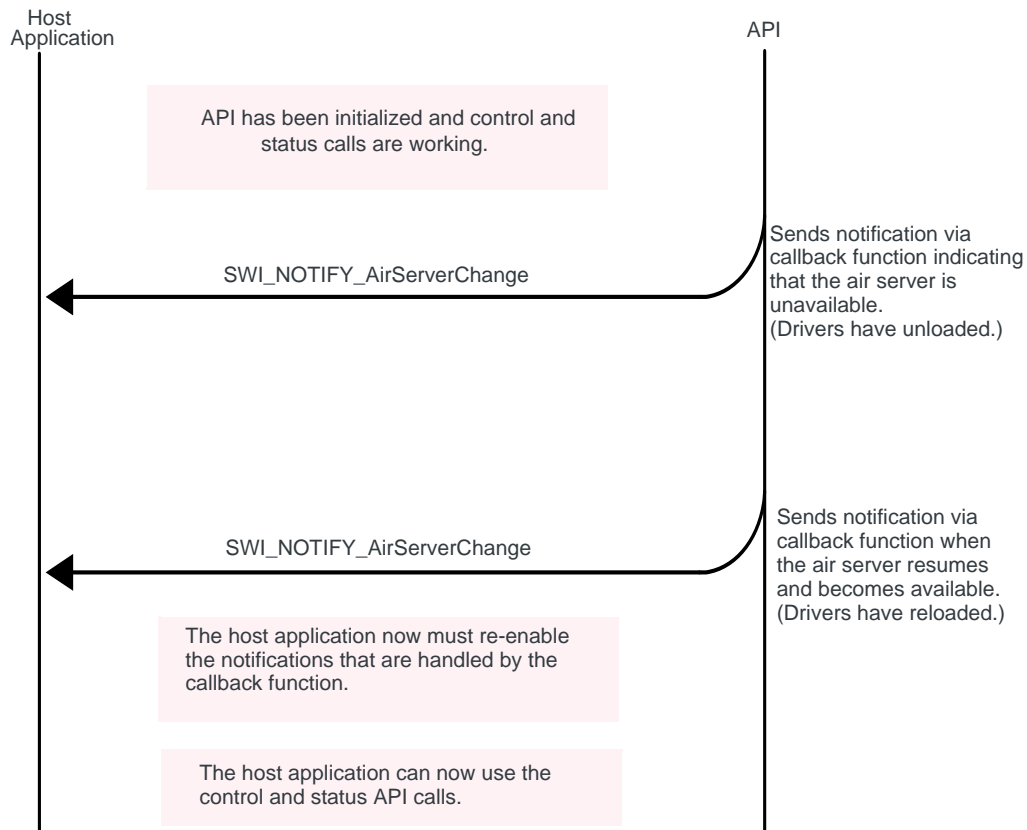 Host
Application
API
API has been initialized and control and
status calls are working.
Sends notification via
callback function indicating
that the air server is
unavailable.
(Drivers have unloaded.)
SWI_NOTIFY_AirServerChange
Sends notification via
callback function when
the air server resumes
and becomes available.
(Drivers have reloaded.)
SWI_NOTIFY_AirServerChange
The host application now must re-enable
the notifications that are handled by the
callback function.
The host application can now use the
control and status API calls.